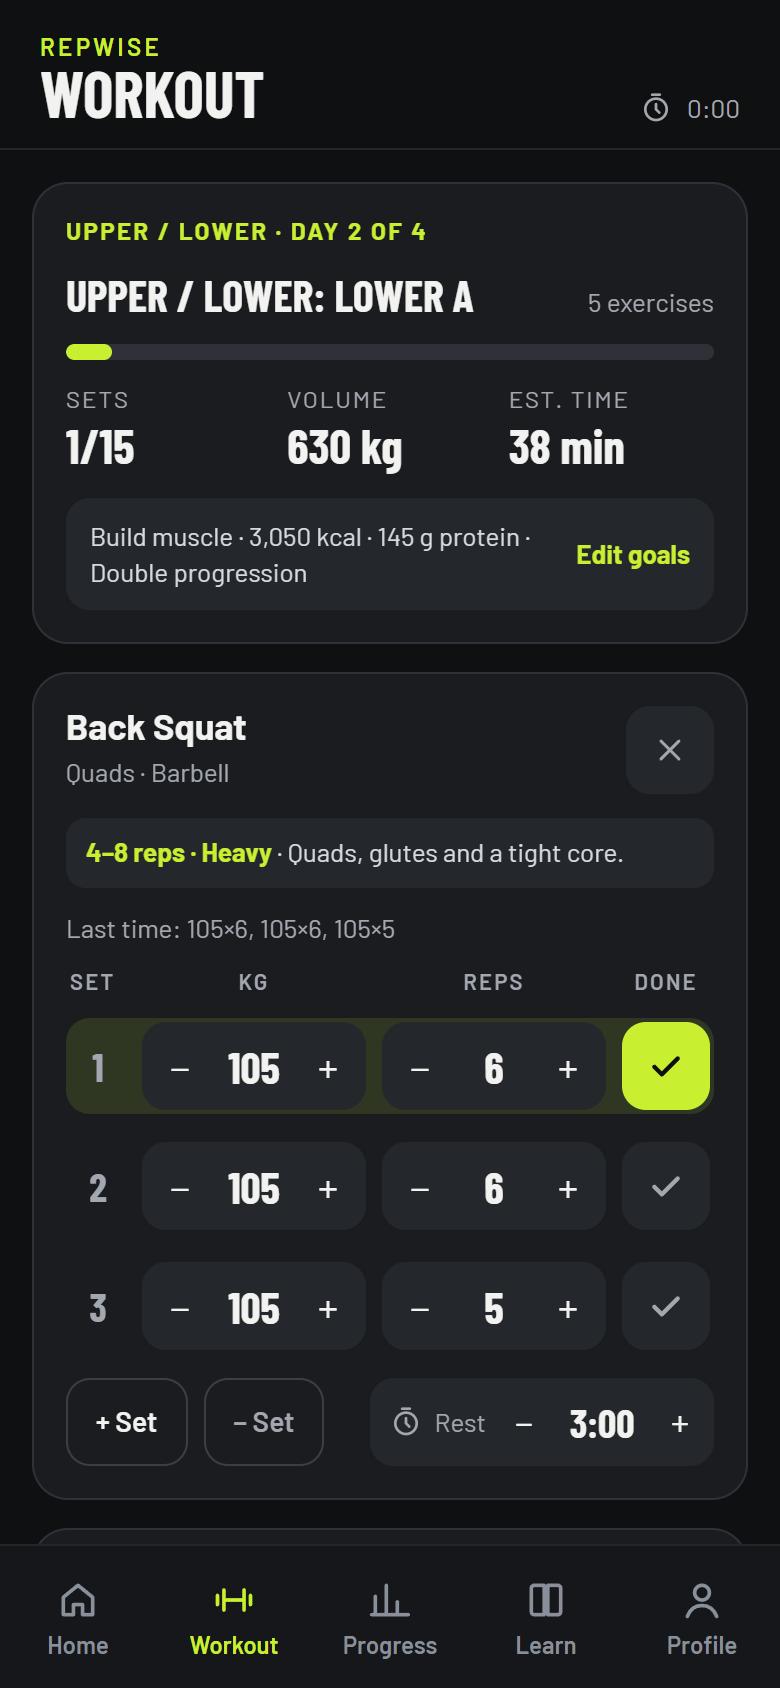 REPWISE
WORKOUT
0:00
UPPER / LOWER · DAY 2 OF 4
UPPER / LOWER: LOWER A
5 exercises
SETS VOLUME EST. TIME
1/15 630 kg 38 min
Build muscle · 3,050 kcal · 145 g protein ·
Double progression
Edit goals
Back Squat
Quads · Barbell
4–8 reps · Heavy · Quads, glutes and a tight core.
Last time: 105×6, 105×6, 105×5
SET KG REPS DONE
1 − 105 + − 6 +
2 − 105 + − 6 +
3 − 105 + − 5 +
+ Set − Set Rest − 3:00 +
Home Workout Progress Learn Profile